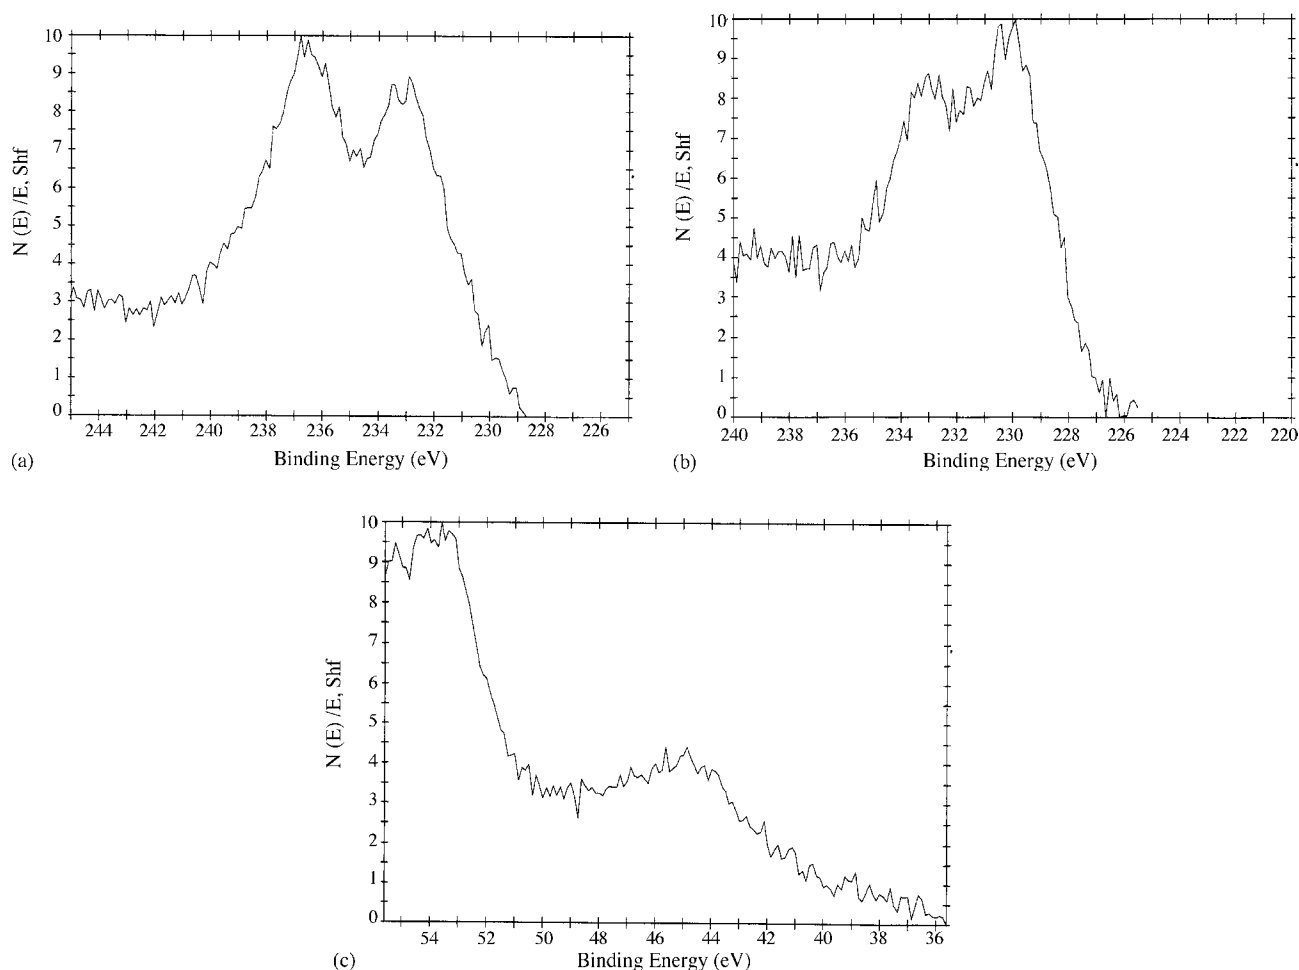 10
9
8
7
6
5
4
3
2
1
0
N (E) /E, Shf
244 242 240 238 236 234 232 230 228 226
Binding Energy (eV)
(a)
10
9
8
7
6
5
4
3
2
1
0
N (E) /E, Shf
240 238 236 234 232 230 228 226 224 222 220
Binding Energy (eV)
(b)
10
9
8
7
6
5
4
3
2
1
0
N (E) /E, Shf
54 52 50 48 46 44 42 40 38 36
Binding Energy (eV)
(c)